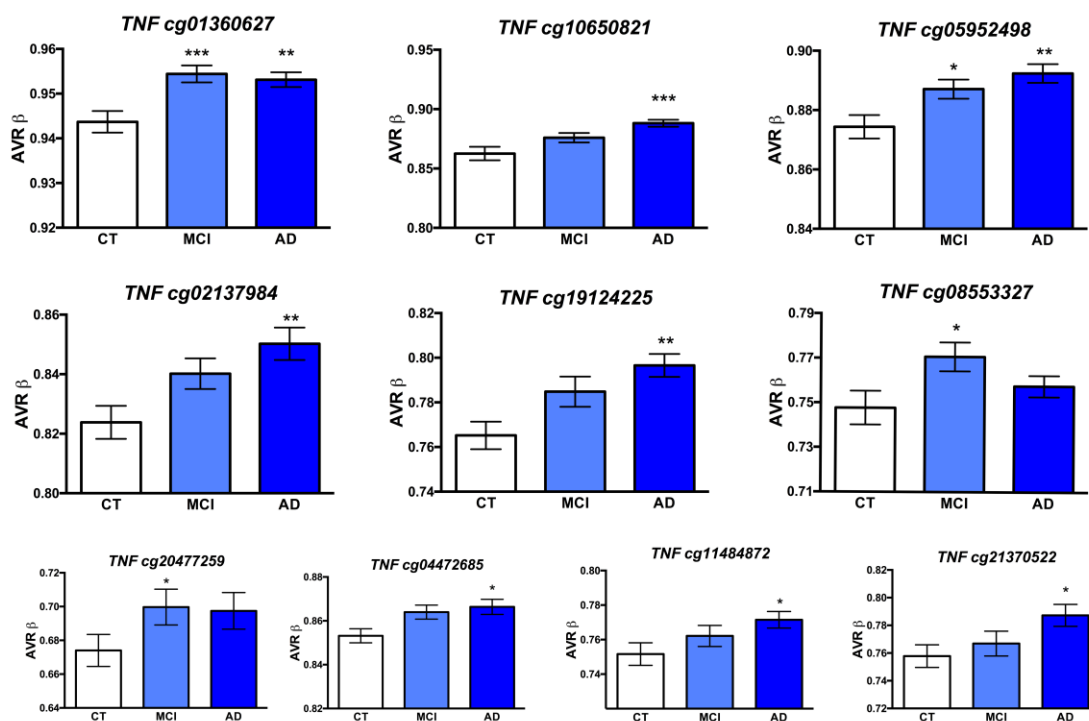 TNF cg01360627
AVR β
0.96
0.95
0.94
0.93
0.92
***
**
CT MCI AD
TNF cg10650821
AVR β
0.95
0.90
0.85
0.80
***
CT MCI AD
TNF cg05952498
AVR β
0.90
0.88
0.86
0.84
*
**
CT MCI AD
TNF cg02137984
AVR β
0.86
0.84
0.82
0.80
**
CT MCI AD
TNF cg19124225
AVR β
0.82
0.80
0.78
0.76
0.74
**
CT MCI AD
TNF cg08553327
AVR β
0.79
0.77
0.75
0.73
0.71
*
CT MCI AD
TNF cg20477259
AVR β
0.72
0.70
0.68
0.66
0.64
*
CT MCI AD
TNF cg04472685
AVR β
0.88
0.86
0.84
0.82
*
CT MCI AD
TNF cg11484872
AVR β
0.80
0.78
0.76
0.74
*
CT MCI AD
TNF cg21370522
AVR β
0.82
0.80
0.78
0.76
0.74
0.72
*
CT MCI AD